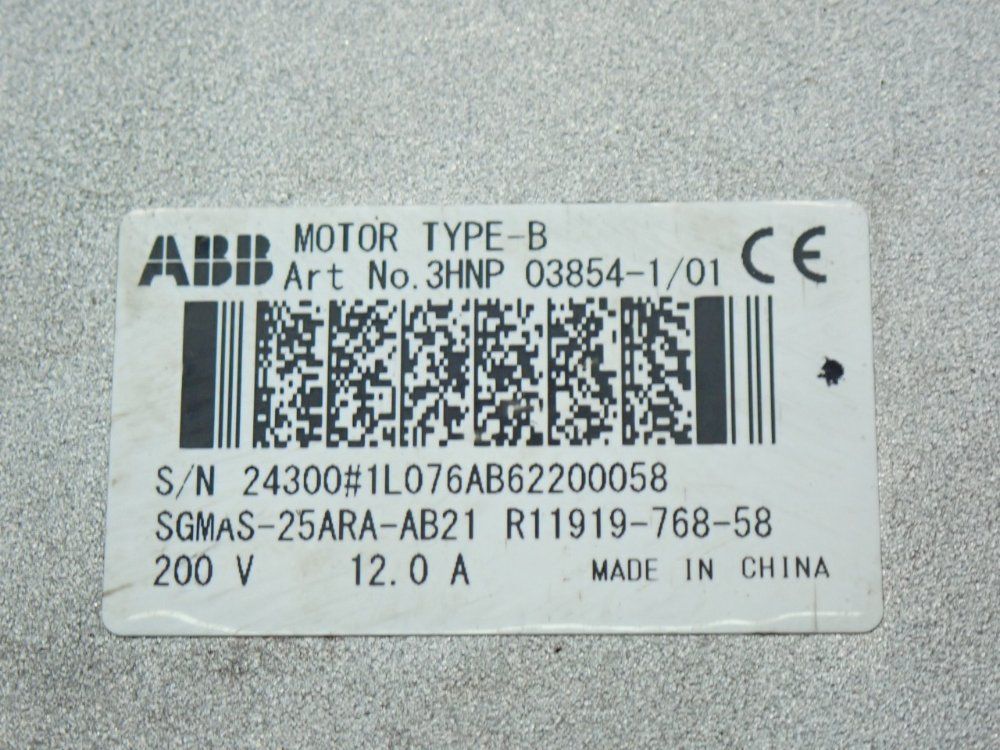 ABB MOTOR TYPE-B
Art No.3HNP 03854-1/01 CE
S/N 24300#1L076AB62200058
SGMAS-25ARA-AB21 R11919-768-58
200 V 12.0 A MADE IN CHINA